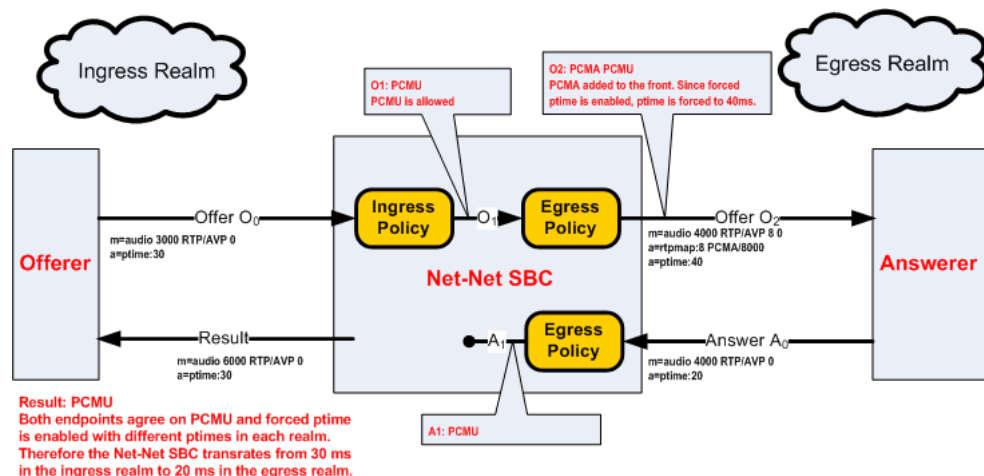 Ingress Realm
Egress Realm
O1: PCMU
PCMU is allowed
O2: PCMA PCMU
PCMA added to the front. Since forced
ptime is enabled, ptime is forced to 40ms.
Offerer
Offer O0
m=audio 3000 RTP/AVP 0
a=ptime:30
Ingress
Policy
O1
Egress
Policy
Offer O2
m=audio 4000 RTP/AVP 8 0
a=rtpmap:8 PCMA/8000
a=ptime:40
Answerer
Net-Net SBC
Result
m=audio 6000 RTP/AVP 0
a=ptime:30
A1
Egress
Policy
Answer A0
m=audio 4000 RTP/AVP 0
a=ptime:20
A1: PCMU
Result: PCMU
Both endpoints agree on PCMU and forced ptime
is enabled with different ptimes in each realm.
Therefore the Net-Net SBC transrates from 30 ms
in the ingress realm to 20 ms in the egress realm.